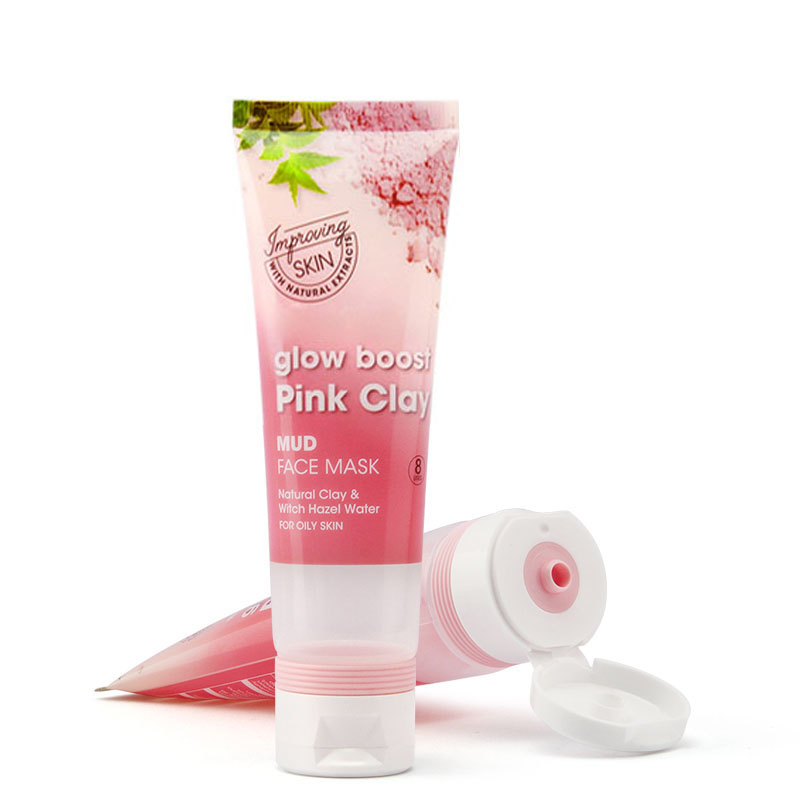 Improving
SKIN
WITH NATURAL EXTRACTS
glow boost
Pink Clay
MUD
FACE MASK
8
Natural Clay &
Witch Hazel Water
FOR OILY SKIN